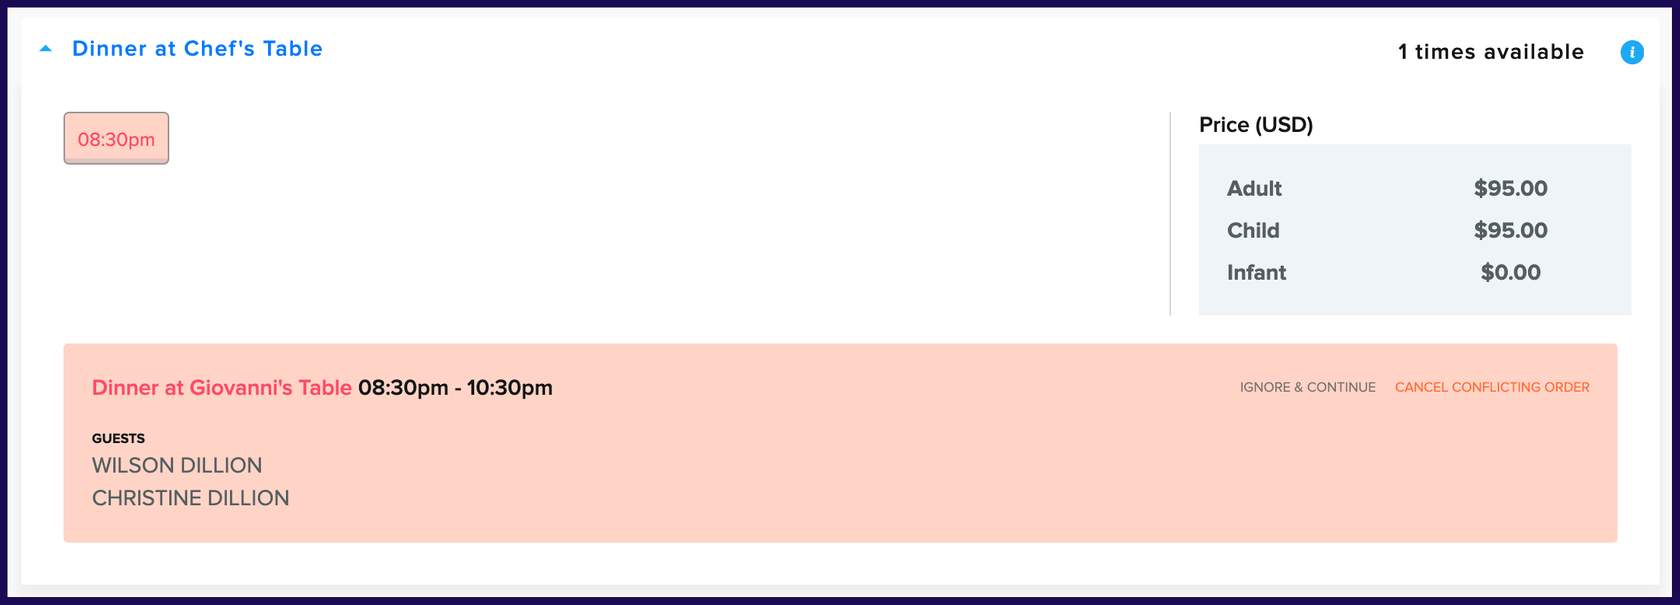 Dinner at Chef's Table
1 times available
i
08:30pm
Price (USD)
Adult $95.00
Child $95.00
Infant $0.00
Dinner at Giovanni's Table 08:30pm - 10:30pm
IGNORE & CONTINUE CANCEL CONFLICTING ORDER
GUESTS
WILSON DILLION
CHRISTINE DILLION